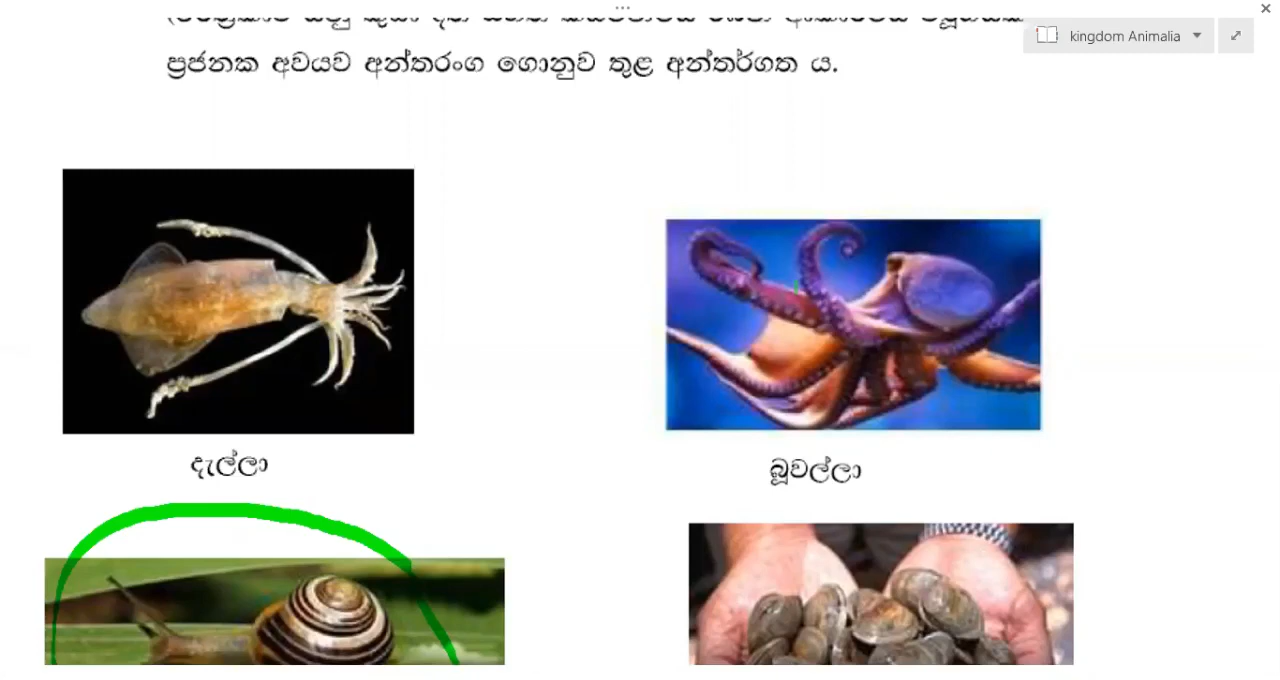 kingdom Animalia
ප්‍රජනක අවයව අන්තරංග ගොනුව තුළ අන්තර්ගත ය.
දැල්ලා
බූවල්ලා